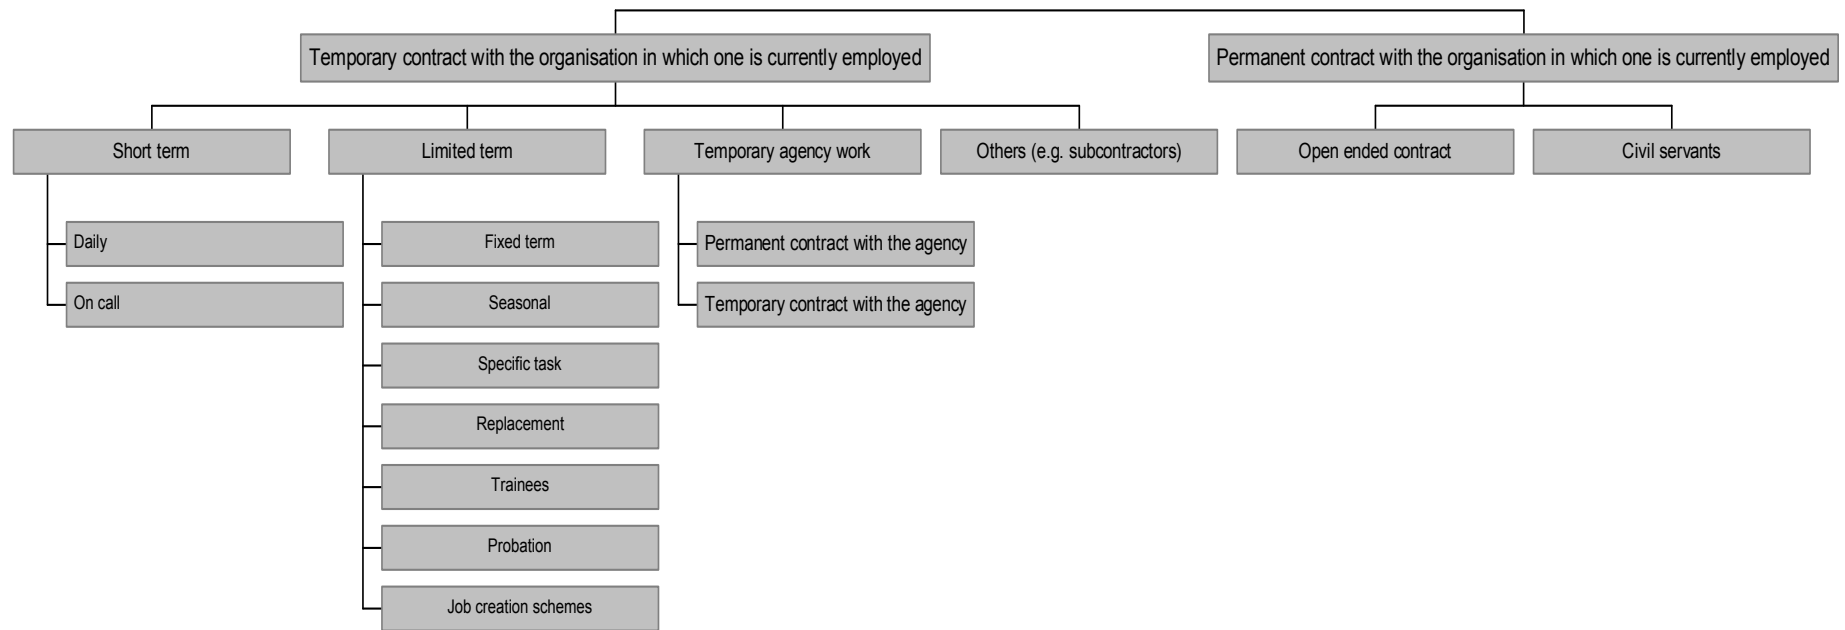 Temporary contract with the organisation in which one is currently employed
Permanent contract with the organisation in which one is currently employed
Short term
Limited term
Temporary agency work
Others (e.g. subcontractors)
Open ended contract
Civil servants
Daily
On call
Fixed term
Seasonal
Specific task
Replacement
Trainees
Probation
Job creation schemes
Permanent contract with the agency
Temporary contract with the agency